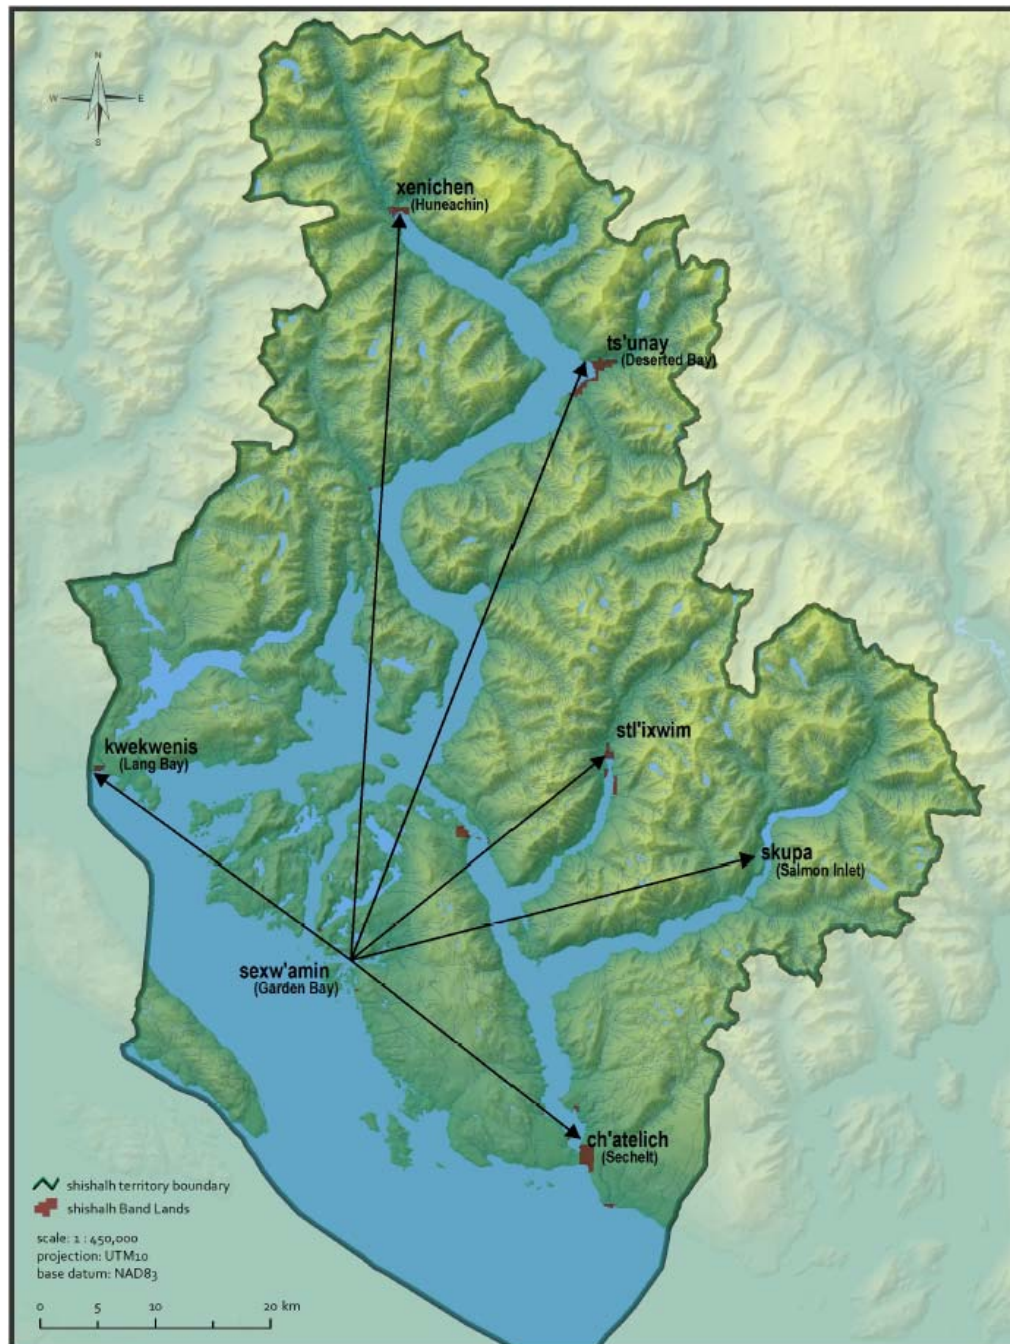 N
W E
S
xenichen
(Huneachin)
ts'unay
(Deserted Bay)
stl'ixwim
kwekwenis
(Lang Bay)
skupa
(Salmon Inlet)
sexw'amin
(Garden Bay)
ch'atelich
(Sechelt)
shishalh territory boundary
shishalh Band Lands
scale: 1 : 450,000
projection: UTM10
base datum: NAD83
0 5 10 20 km